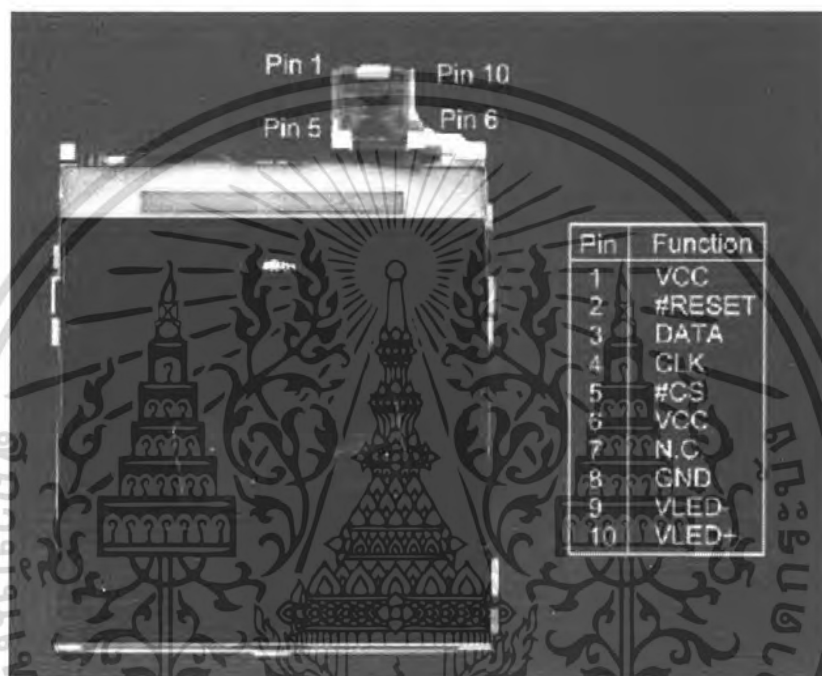 Pin 1
Pin 10
Pin 5
Pin 6
Pin Function
1 VCC
2 #RESET
3 DATA
4 CLK
5 #CS
6 VCC
7 N.C
8 GND
9 VLED-
10 VLED+